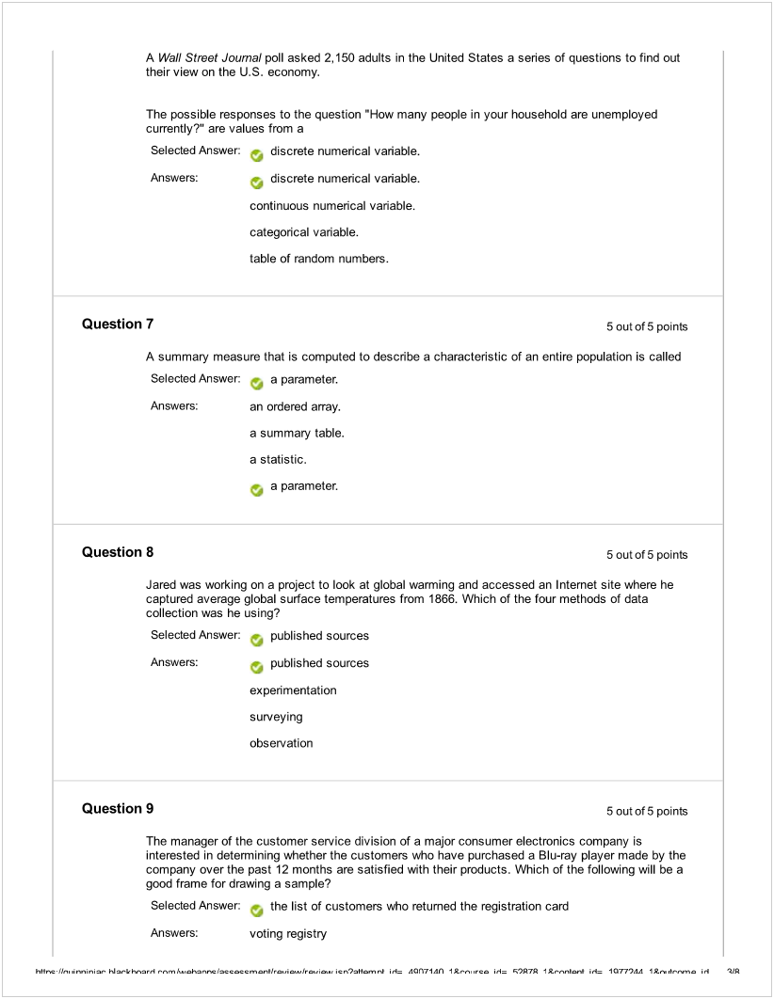 A Wall Street Journal poll asked 2,150 adults in the United States a series of questions to find out
their view on the U.S. economy.
The possible responses to the question "How many people in your household are unemployed
currently?" are values from a
Selected Answer: discrete numerical variable.
Answers: discrete numerical variable.
continuous numerical variable.
categorical variable.
table of random numbers.
Question 7
5 out of 5 points
A summary measure that is computed to describe a characteristic of an entire population is called
Selected Answer: a parameter.
Answers: an ordered array.
a summary table.
a statistic.
a parameter.
Question 8
5 out of 5 points
Jared was working on a project to look at global warming and accessed an Internet site where he
captured average global surface temperatures from 1866. Which of the four methods of data
collection was he using?
Selected Answer: published sources
Answers: published sources
experimentation
surveying
observation
Question 9
5 out of 5 points
The manager of the customer service division of a major consumer electronics company is
interested in determining whether the customers who have purchased a Blu-ray player made by the
company over the past 12 months are satisfied with their products. Which of the following will be a
good frame for drawing a sample?
Selected Answer: the list of customers who returned the registration card
Answers: voting registry
https://quinnipiac.blackboard.com/webapps/assessment/review/review.jsp?attempt_id=_4907140_1&course_id=_52878_1&content_id=_1977244_1&outcome_id... 3/8